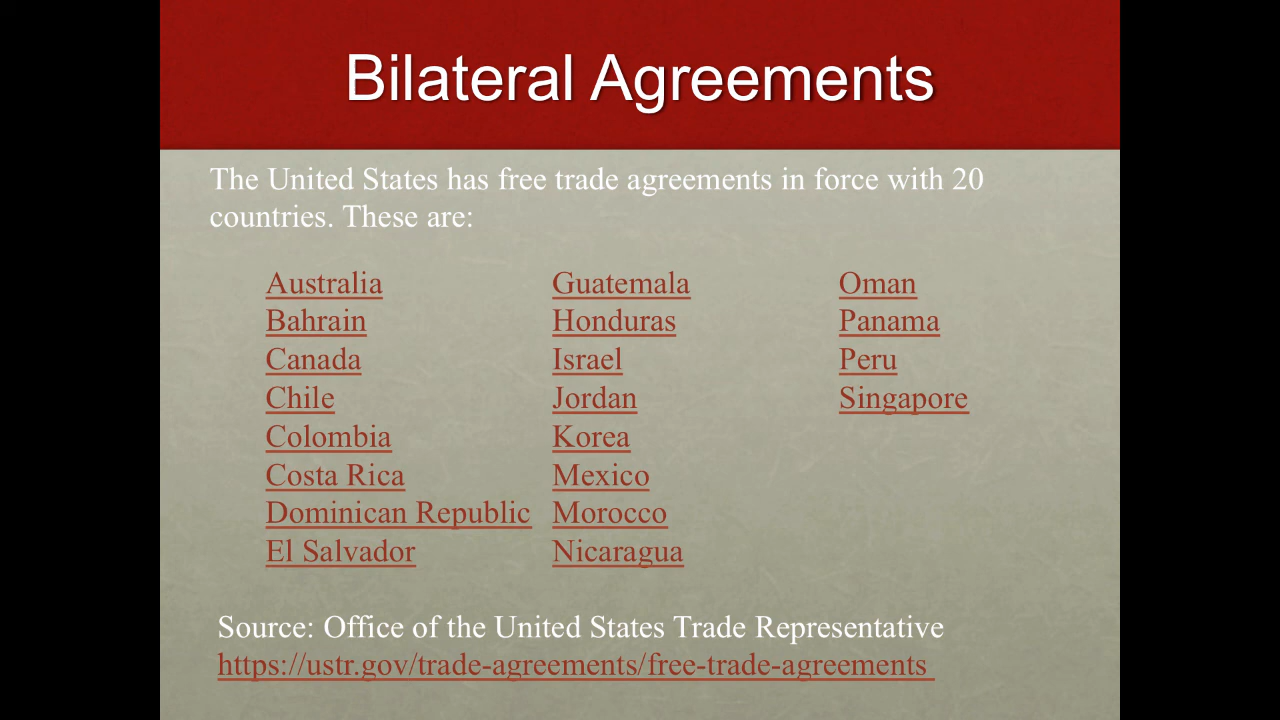 Bilateral Agreements
The United States has free trade agreements in force with 20
countries. These are:
Australia
Bahrain
Canada
Chile
Colombia
Costa Rica
Dominican Republic
El Salvador
Guatemala
Honduras
Israel
Jordan
Korea
Mexico
Morocco
Nicaragua
Oman
Panama
Peru
Singapore
Source: Office of the United States Trade Representative
https://ustr.gov/trade-agreements/free-trade-agreements